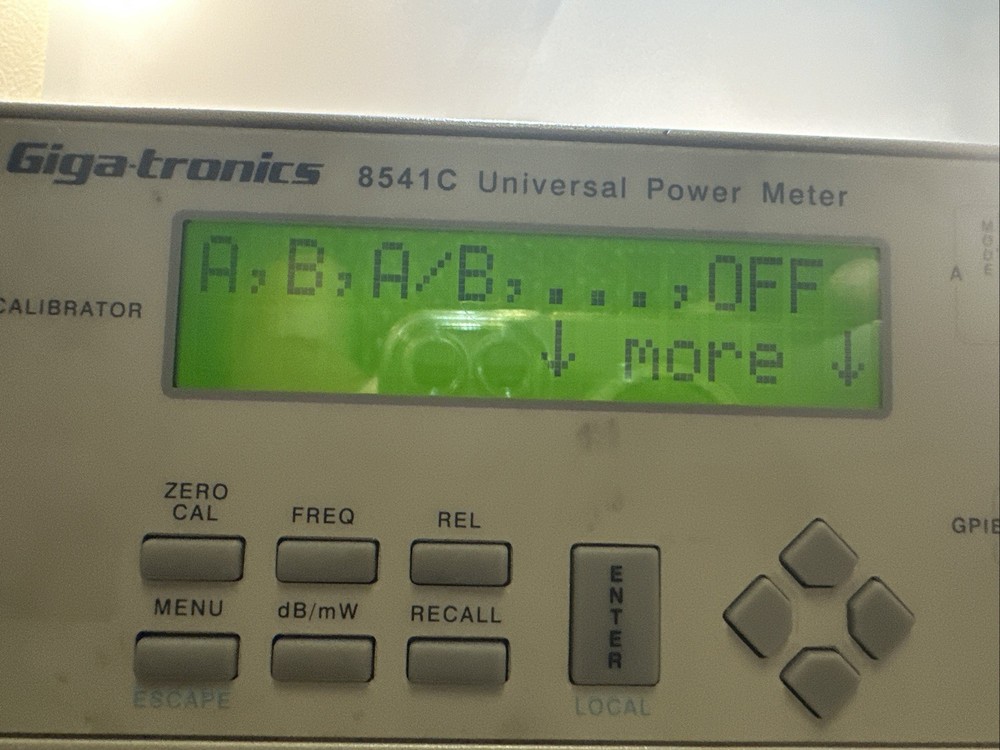 Giga-tronics 8541C Universal Power Meter
A,B,A/B,...,OFF
↓ more ↓
CALIBRATOR
MODE
A
ZERO
CAL
FREQ
REL
MENU
dB/mW
RECALL
ENTER
ESCAPE
LOCAL
GPIB